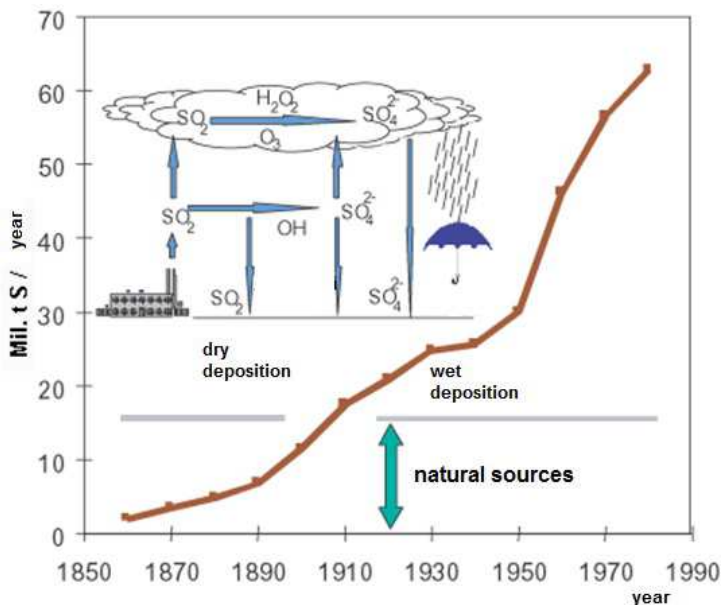 70
60
50
40
30
20
10
0
Mil. t S / year
H2O2
SO2
SO4 2-
O3
SO2
OH
SO4 2-
SO2
SO4 2-
dry
deposition
wet
deposition
natural sources
1850 1870 1890 1910 1930 1950 1970 1990
year